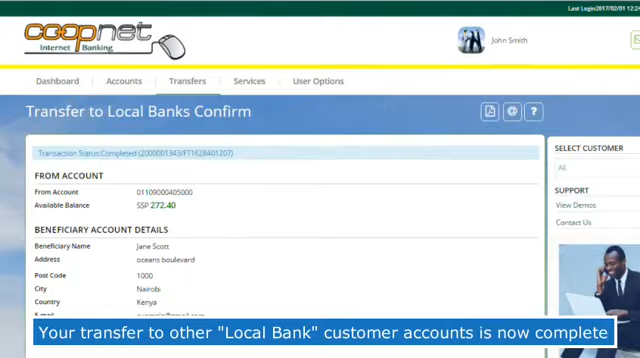 Last Login2017/02/01 12:24
coopnet
Internet Banking
John Smith
Dashboard Accounts Transfers Services User Options
Transfer to Local Banks Confirm
@ ?
Transaction Status:Completed (2000001343/FT1628401207)
FROM ACCOUNT
From Account 01109000405000
Available Balance SSP 272.40
BENEFICIARY ACCOUNT DETAILS
Beneficiary Name Jane Scott
Address oceans boulevard
Post Code 1000
City Nairobi
Country Kenya
E-mail
SELECT CUSTOMER
All
SUPPORT
View Demos
Contact Us
Your transfer to other "Local Bank" customer accounts is now complete